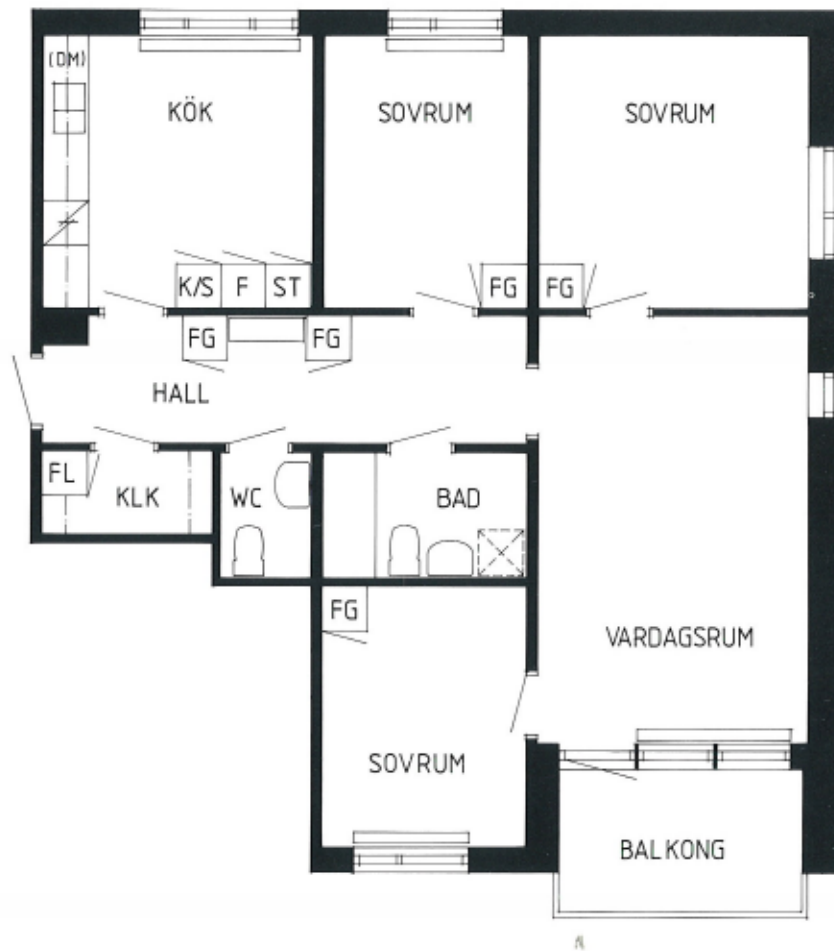 (DM)
KÖK
SOVRUM
SOVRUM
K/S F ST
FG
FG
FG
FG
HALL
FL
KLK
WC
BAD
FG
VARDAGSRUM
SOVRUM
BALKONG